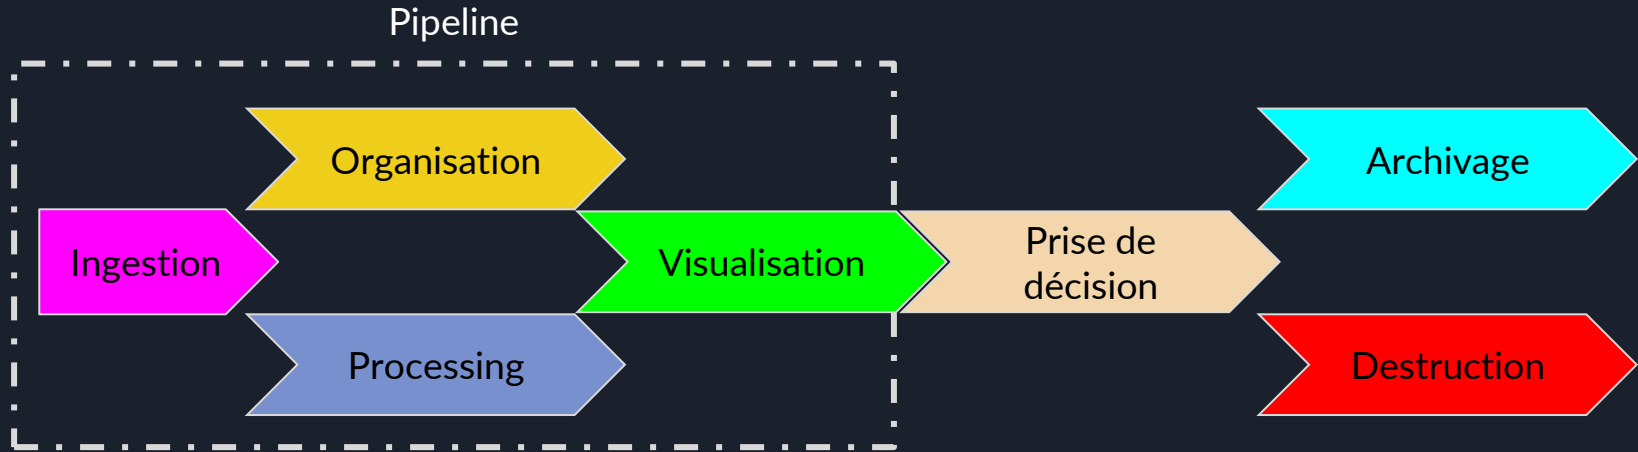 Pipeline
Organisation
Archivage
Ingestion
Visualisation
Prise de
décision
Processing
Destruction